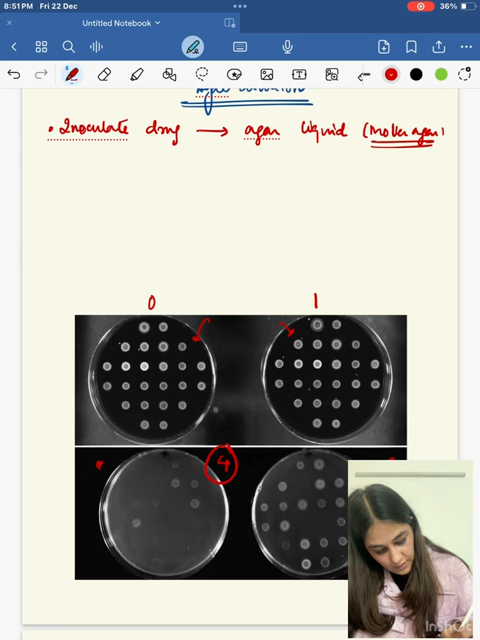 8:51PM Fri 22 Dec
36%
Untitled Notebook
• Inoculate drug → agar liquid (molten agar)
0
1
4
InShOt